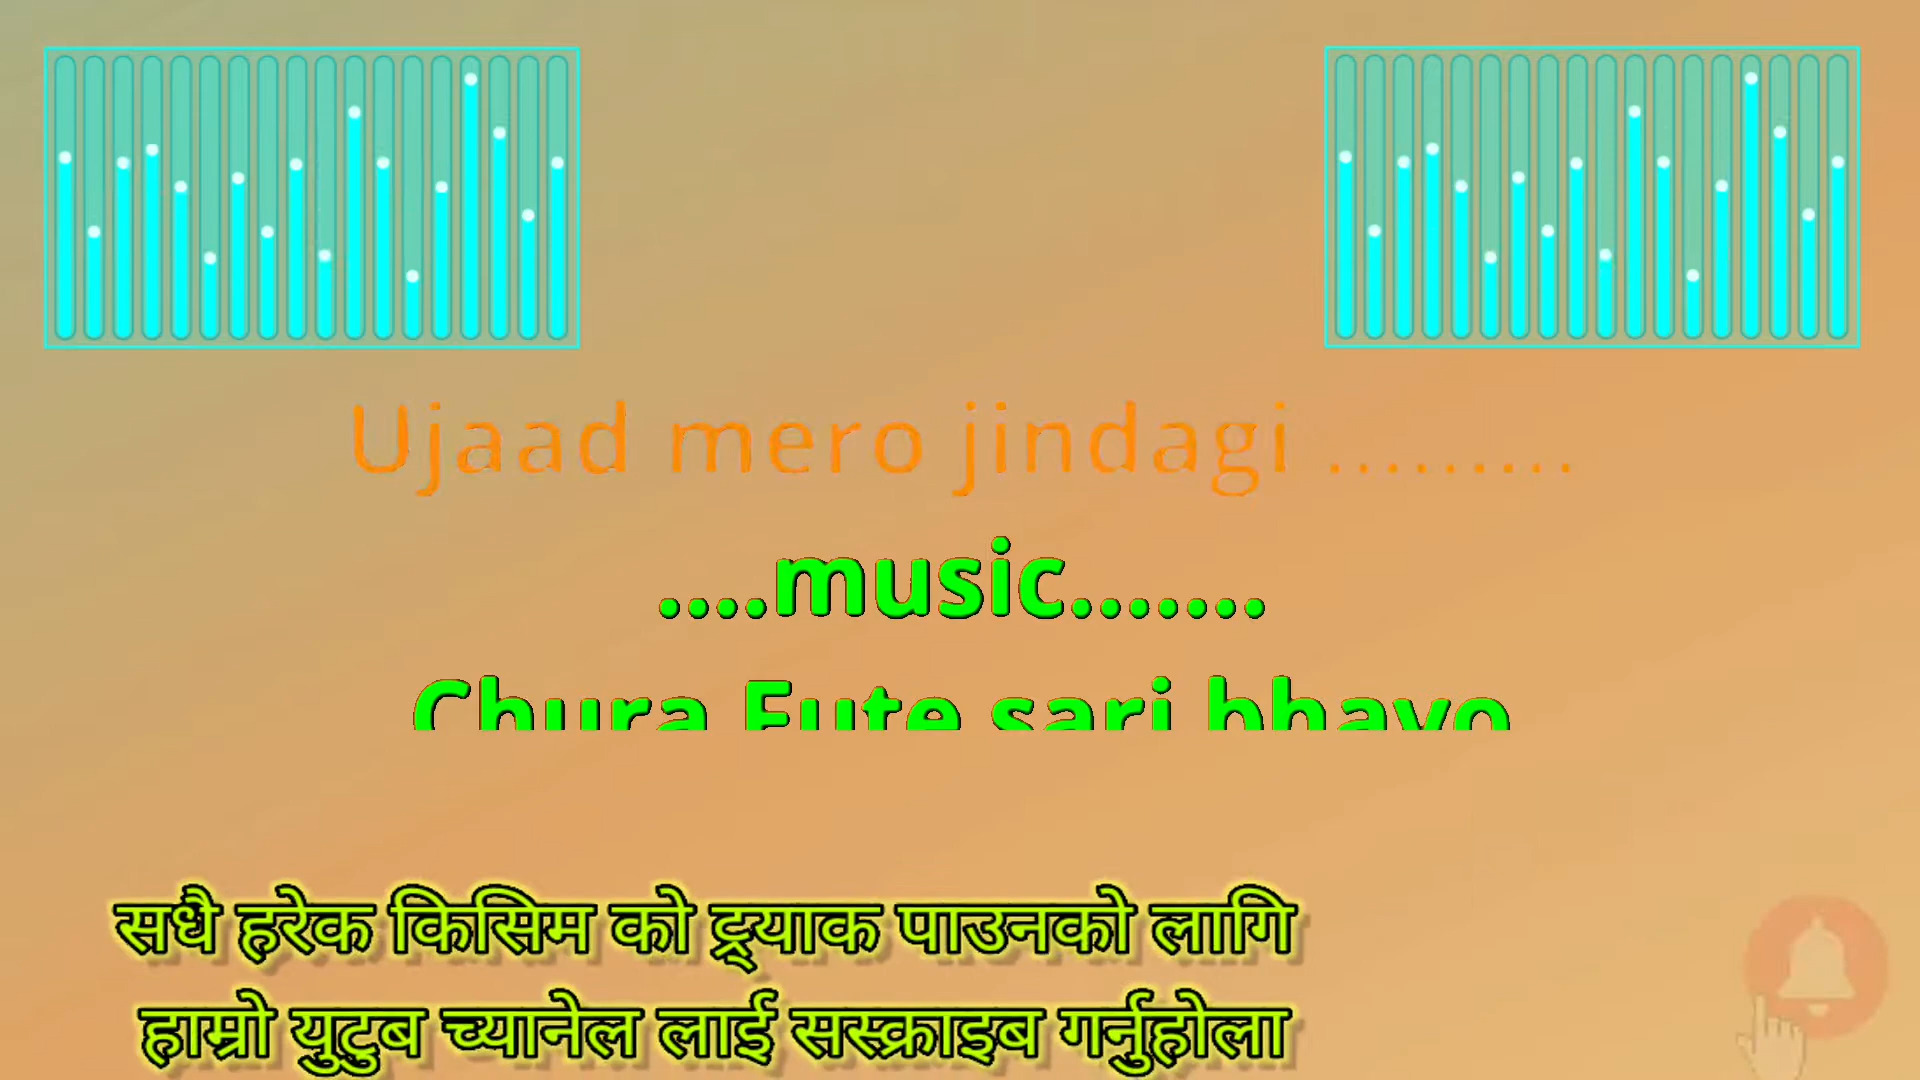 Ujaad mero jindagi .........
....music.......
Chura Fute sari bhayo
सधै हरेक किसिम को ट्र्याक पाउनको लागि
हाम्रो युटुब च्यानेल लाई सस्क्राइब गर्नुहोला